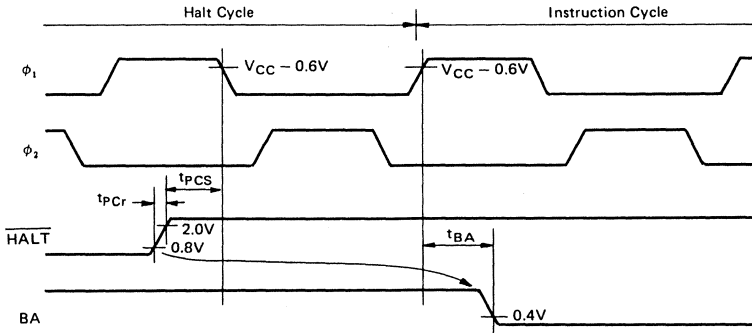 Halt Cycle
Instruction Cycle
ϕ1
VCC − 0.6V
VCC − 0.6V
ϕ2
tPCS
tPCr
HALT
2.0V
0.8V
tBA
BA
0.4V